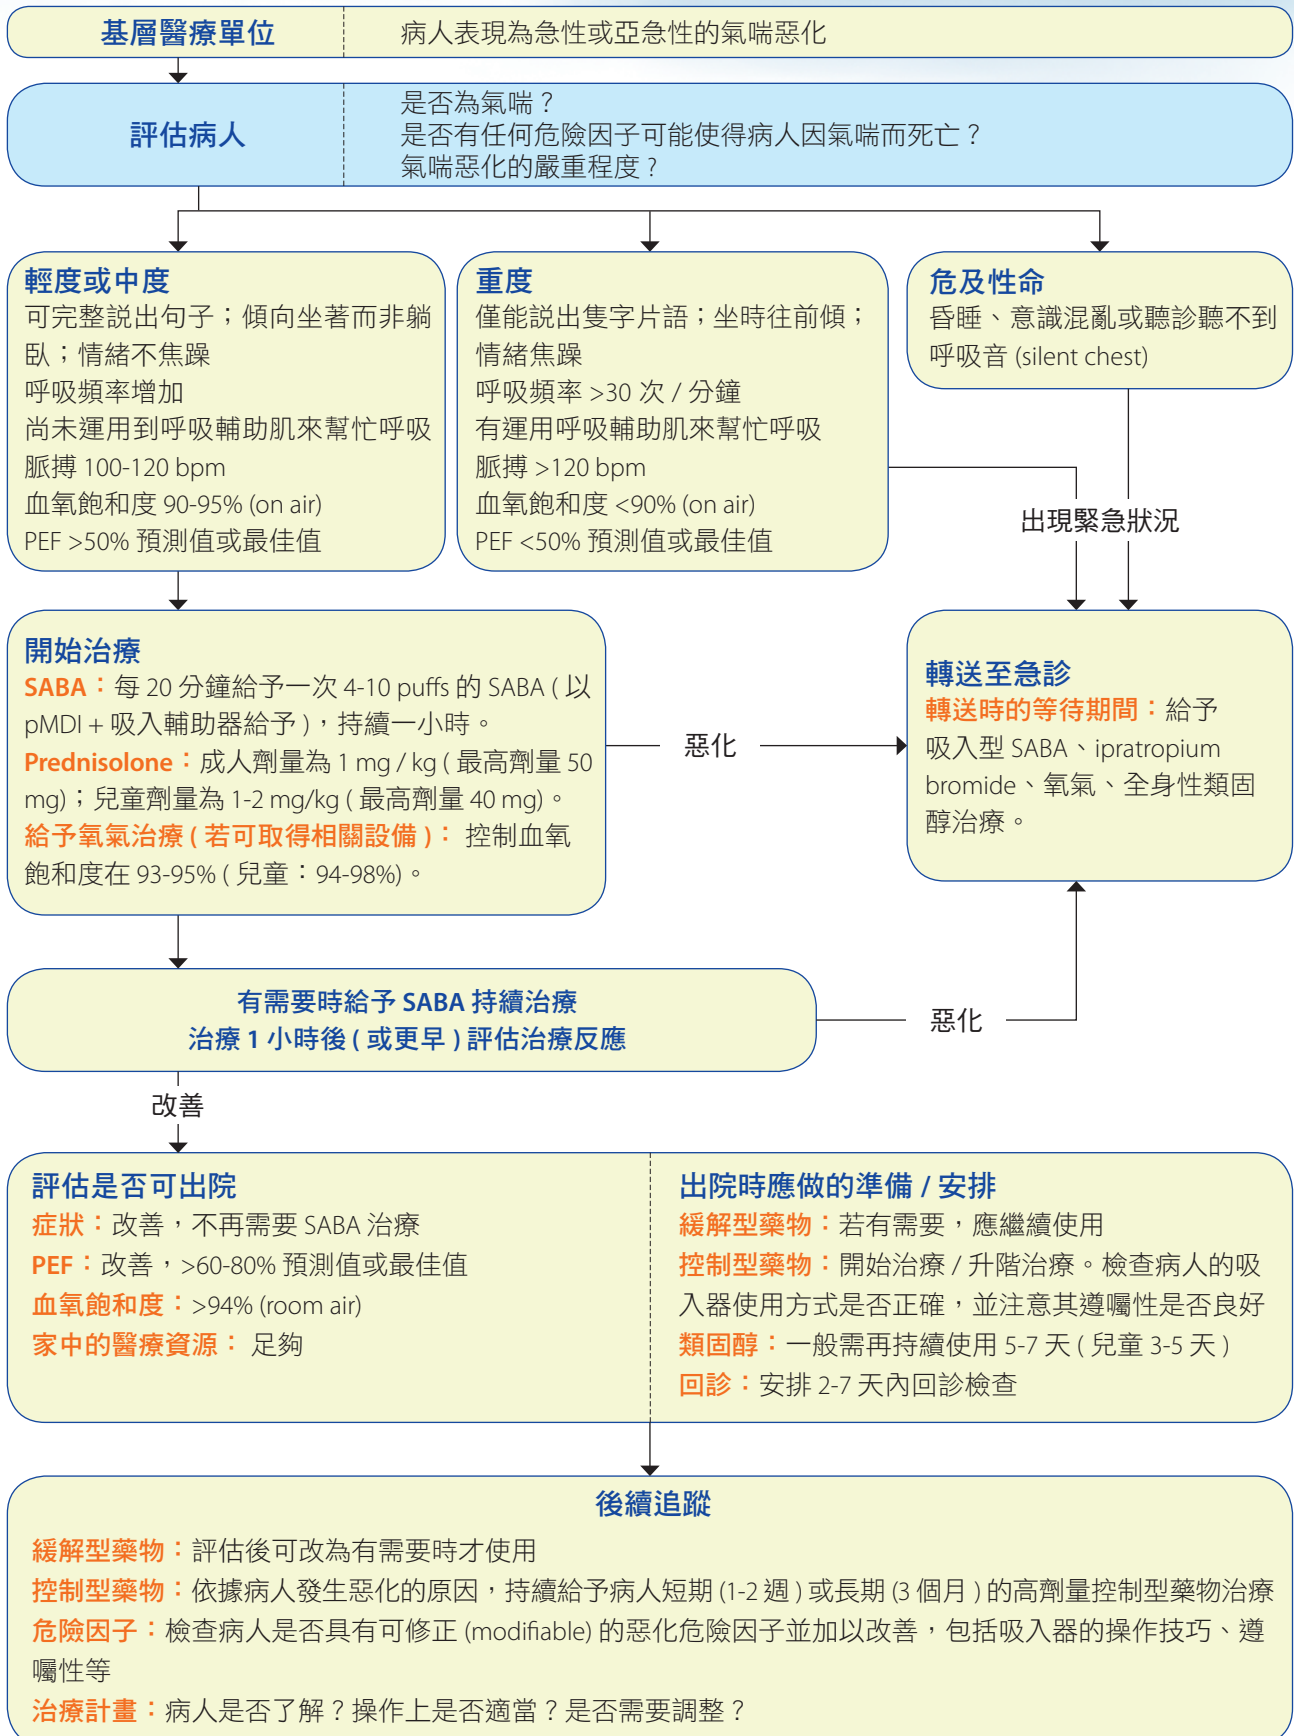 基層醫療單位
病人表現為急性或亞急性的氣喘惡化
評估病人
是否為氣喘？
是否有任何危險因子可能使得病人因氣喘而死亡？
氣喘惡化的嚴重程度？
輕度或中度
可完整説出句子；傾向坐著而非躺
臥；情緒不焦躁
呼吸頻率增加
尚未運用到呼吸輔助肌來幫忙呼吸
脈搏 100-120 bpm
血氧飽和度 90-95% (on air)
PEF >50% 預測值或最佳值
重度
僅能説出隻字片語；坐時往前傾；
情緒焦躁
呼吸頻率 >30 次 / 分鐘
有運用呼吸輔助肌來幫忙呼吸
脈搏 >120 bpm
血氧飽和度 <90% (on air)
PEF <50% 預測值或最佳值
危及性命
昏睡、意識混亂或聽診聽不到
呼吸音 (silent chest)
出現緊急狀況
開始治療
SABA：每 20 分鐘給予一次 4-10 puffs 的 SABA ( 以
pMDI + 吸入輔助器給予 )，持續一小時。
Prednisolone：成人劑量為 1 mg / kg ( 最高劑量 50
mg)；兒童劑量為 1-2 mg/kg ( 最高劑量 40 mg)。
給予氧氣治療 ( 若可取得相關設備 )： 控制血氧
飽和度在 93-95% ( 兒童：94-98%)。
惡化
轉送至急診
轉送時的等待期間：給予
吸入型 SABA、ipratropium
bromide、氧氣、全身性類固
醇治療。
有需要時給予 SABA 持續治療
治療 1 小時後 ( 或更早 ) 評估治療反應
惡化
改善
評估是否可出院
症狀：改善，不再需要 SABA 治療
PEF：改善，>60-80% 預測值或最佳值
血氧飽和度：>94% (room air)
家中的醫療資源： 足夠
出院時應做的準備 / 安排
緩解型藥物：若有需要，應繼續使用
控制型藥物：開始治療 / 升階治療。檢查病人的吸
入器使用方式是否正確，並注意其遵囑性是否良好
類固醇：一般需再持續使用 5-7 天 ( 兒童 3-5 天 )
回診：安排 2-7 天內回診檢查
後續追蹤
緩解型藥物：評估後可改為有需要時才使用
控制型藥物：依據病人發生惡化的原因，持續給予病人短期 (1-2 週 ) 或長期 (3 個月 ) 的高劑量控制型藥物治療
危險因子：檢查病人是否具有可修正 (modifiable) 的惡化危險因子並加以改善，包括吸入器的操作技巧、遵
囑性等
治療計畫：病人是否了解？操作上是否適當？是否需要調整？